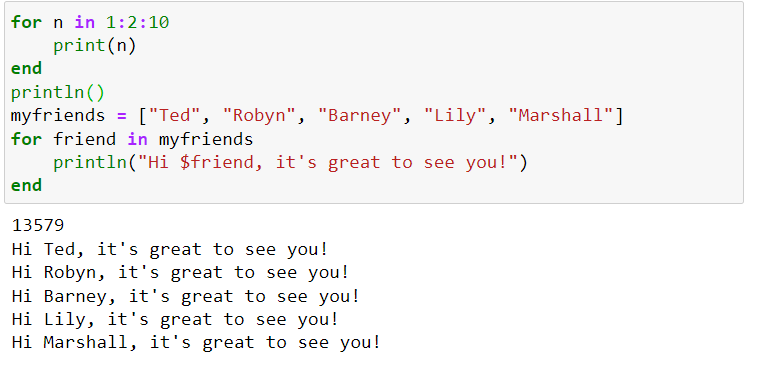 for n in 1:2:10
    print(n)
end
println()
myfriends = ["Ted", "Robyn", "Barney", "Lily", "Marshall"]
for friend in myfriends
    println("Hi $friend, it's great to see you!")
end
13579
Hi Ted, it's great to see you!
Hi Robyn, it's great to see you!
Hi Barney, it's great to see you!
Hi Lily, it's great to see you!
Hi Marshall, it's great to see you!